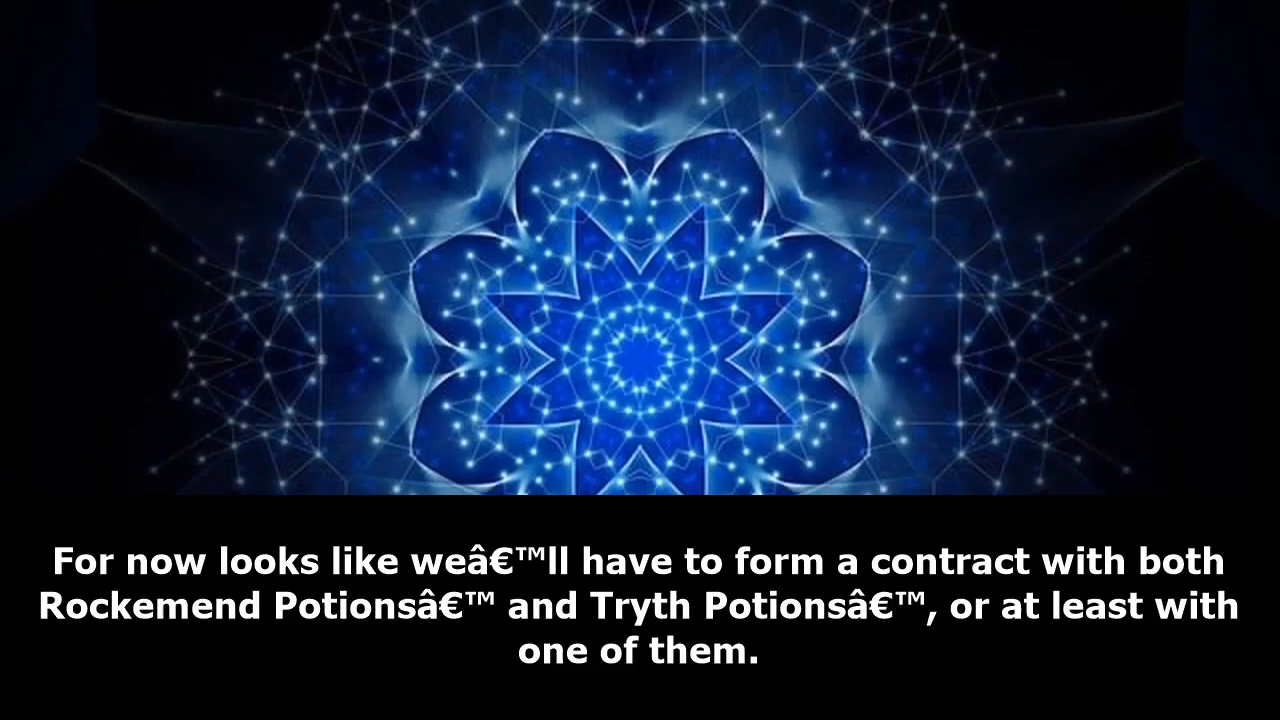 For now looks like weâ€™ll have to form a contract with both
Rockemend Potionsâ€™ and Tryth Potionsâ€™, or at least with
one of them.